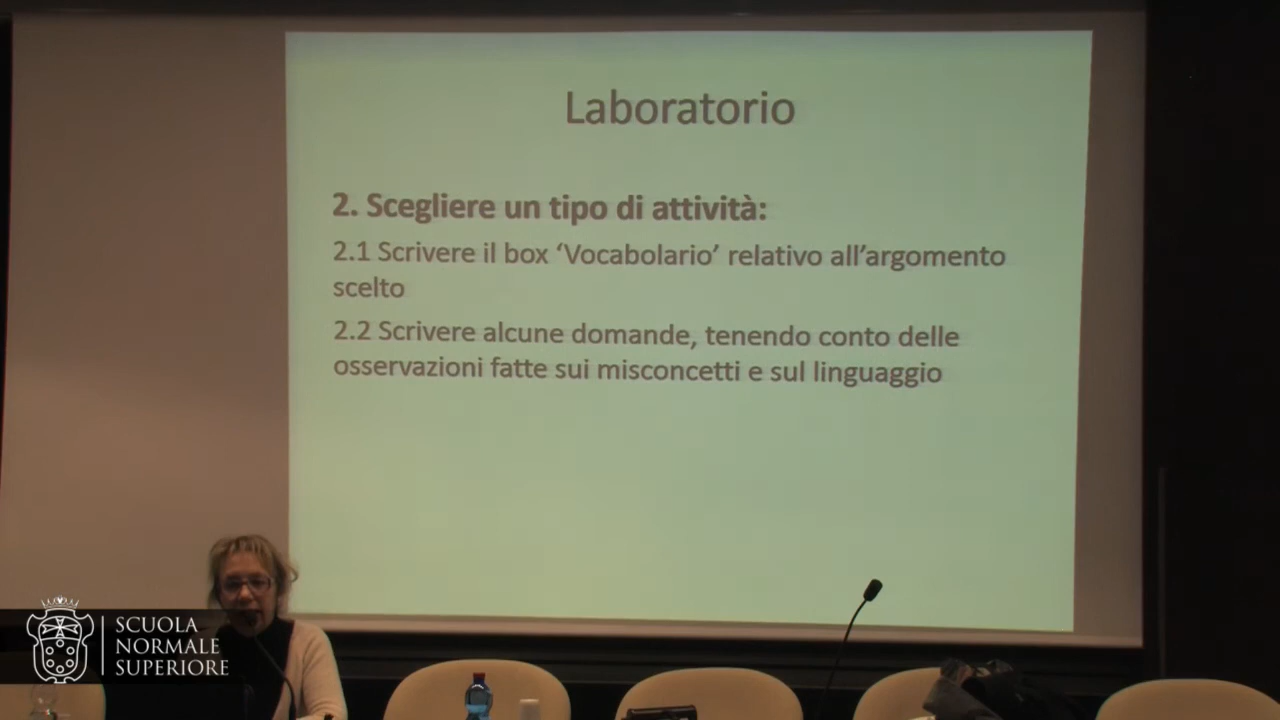 Laboratorio
2. Scegliere un tipo di attività:
2.1 Scrivere il box ‘Vocabolario’ relativo all’argomento
scelto
2.2 Scrivere alcune domande, tenendo conto delle
osservazioni fatte sui misconcetti e sul linguaggio
SCUOLA
NORMALE
SUPERIORE